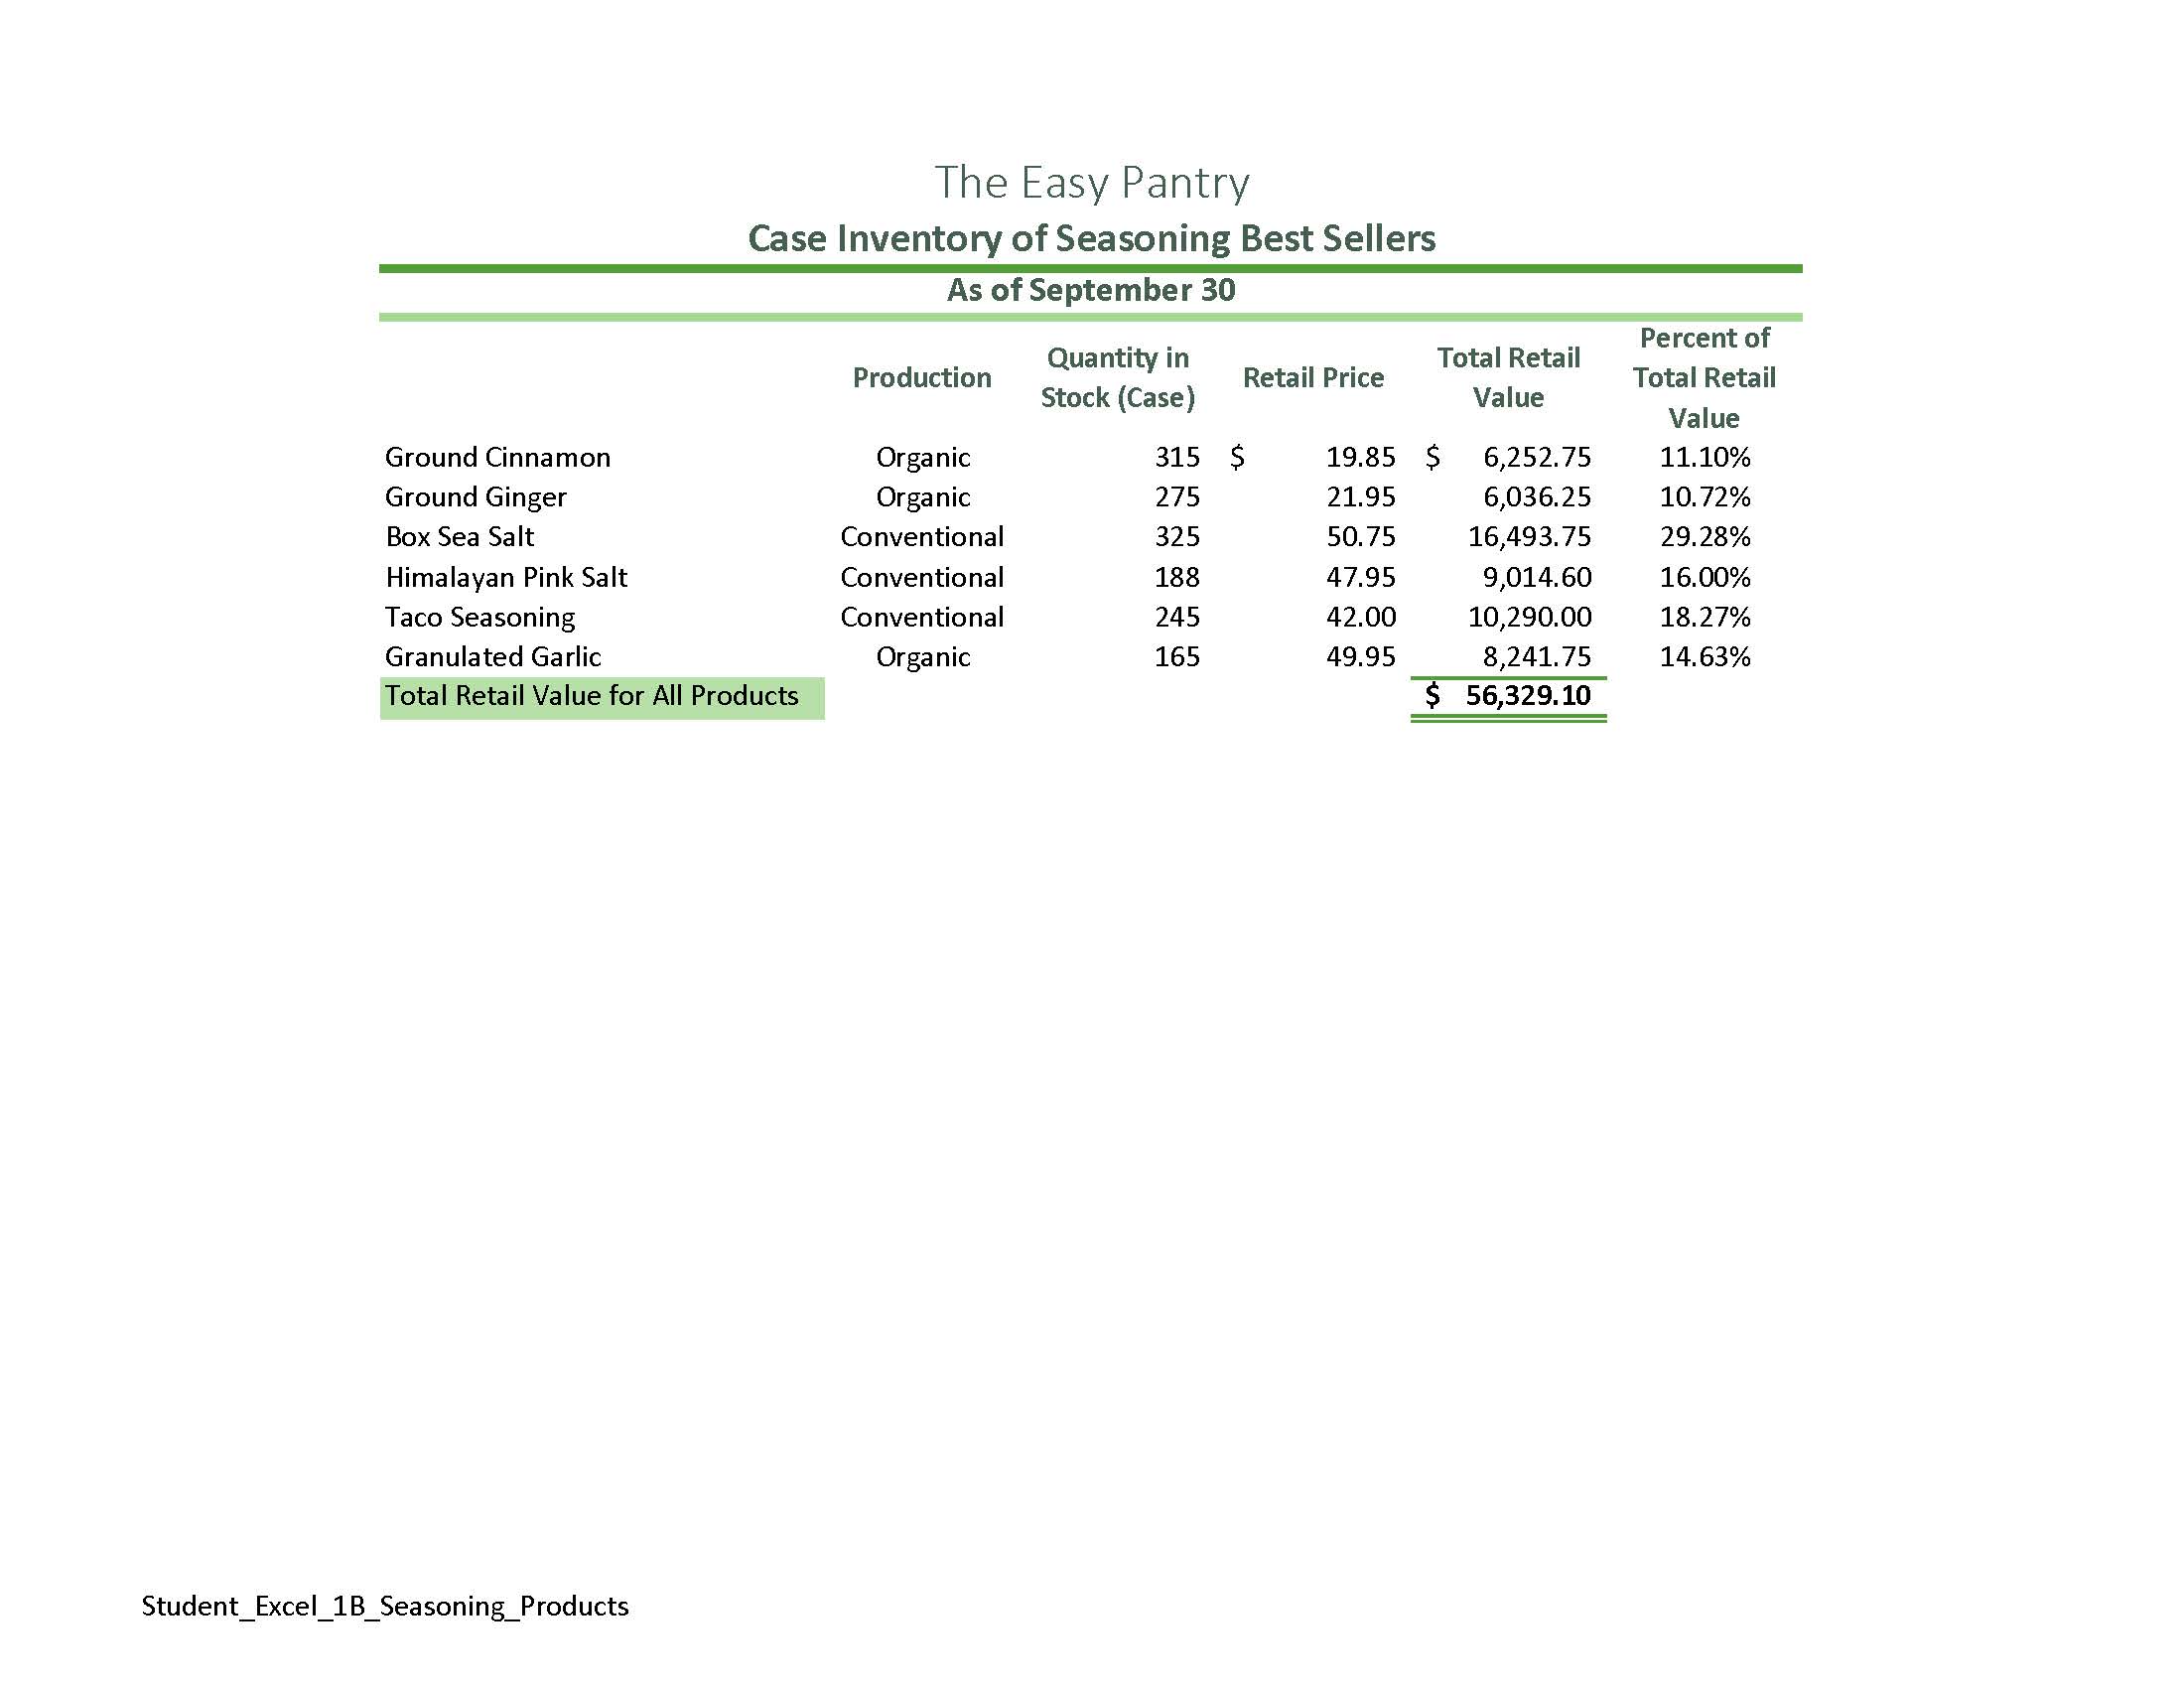 The Easy Pantry
Case Inventory of Seasoning Best Sellers
As of September 30
Production Quantity in Stock (Case) Retail Price Total Retail Value Percent of Total Retail Value
Ground Cinnamon Organic 315 $ 19.85 $ 6,252.75 11.10%
Ground Ginger Organic 275 21.95 6,036.25 10.72%
Box Sea Salt Conventional 325 50.75 16,493.75 29.28%
Himalayan Pink Salt Conventional 188 47.95 9,014.60 16.00%
Taco Seasoning Conventional 245 42.00 10,290.00 18.27%
Granulated Garlic Organic 165 49.95 8,241.75 14.63%
Total Retail Value for All Products $ 56,329.10
Student_Excel_1B_Seasoning_Products